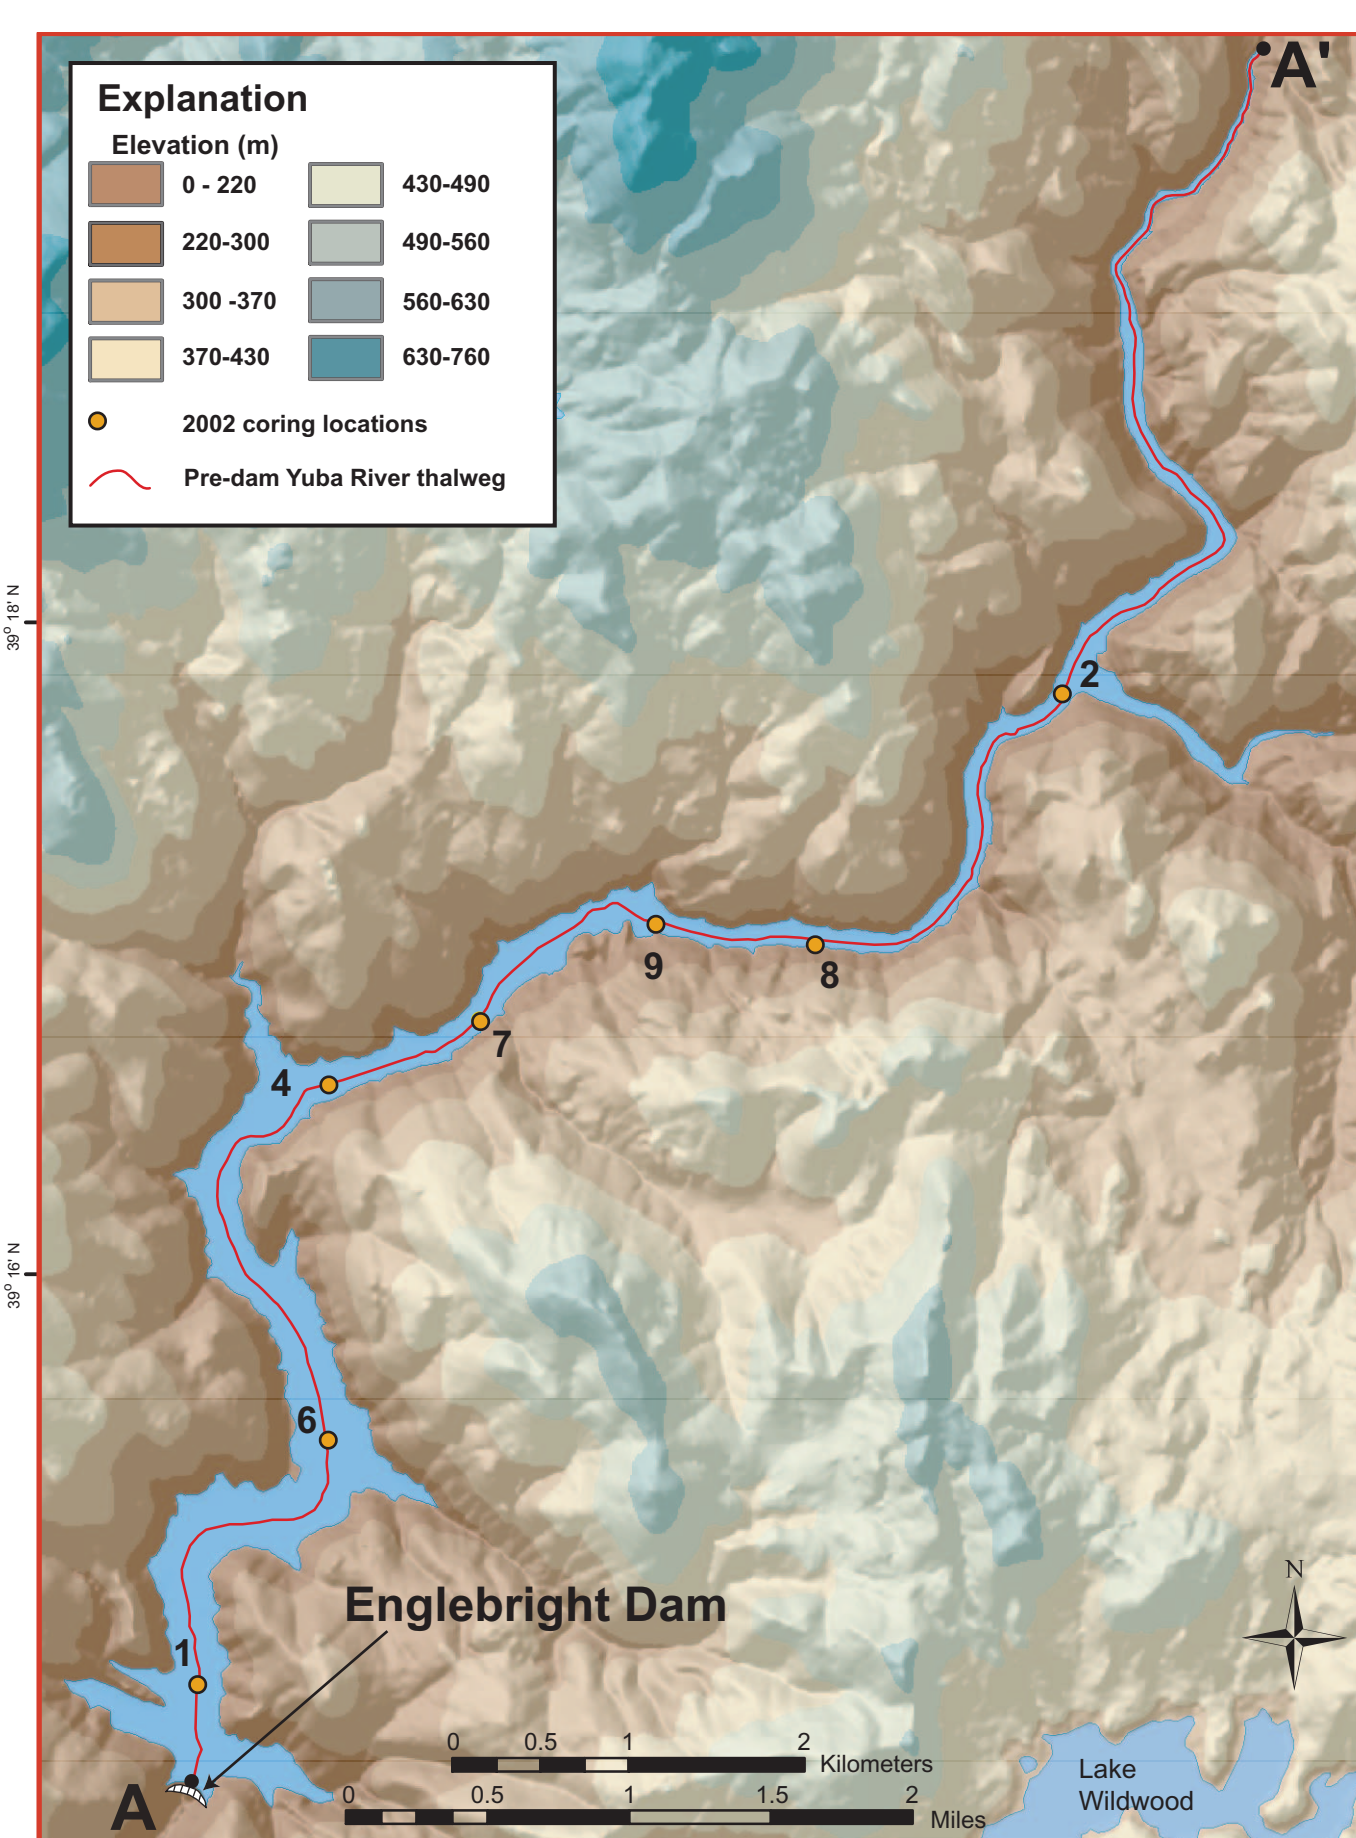 A'
Explanation
Elevation (m)
0 - 220
430-490
220-300
490-560
300 -370
560-630
370-430
630-760
2002 coring locations
Pre-dam Yuba River thalweg
39° 18' N
2
9
8
7
4
39° 16' N
6
N
Englebright Dam
1
0 0.5 1 2
Kilometers
0 0.5 1 1.5 2
Miles
Lake
Wildwood
A